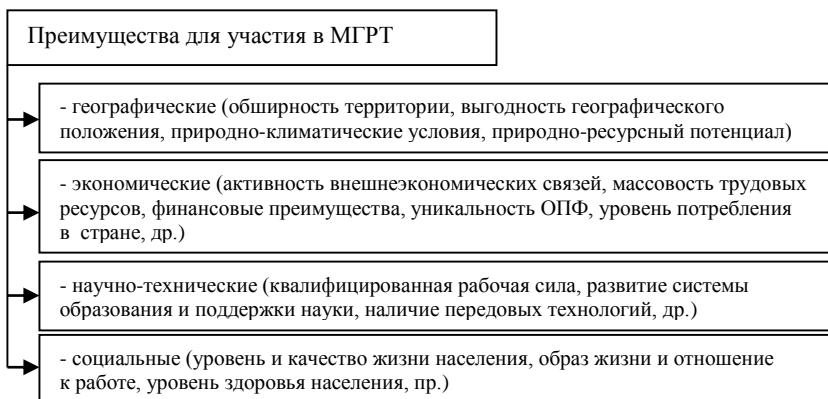 Преимущества для участия в МГРТ
- географические (обширность территории, выгодность географического
положения, природно-климатические условия, природно-ресурсный потенциал)
- экономические (активность внешнеэкономических связей, массовость трудовых
ресурсов, финансовые преимущества, уникальность ОПФ, уровень потребления
в стране, др.)
- научно-технические (квалифицированная рабочая сила, развитие системы
образования и поддержки науки, наличие передовых технологий, др.)
- социальные (уровень и качество жизни населения, образ жизни и отношение
к работе, уровень здоровья населения, пр.)